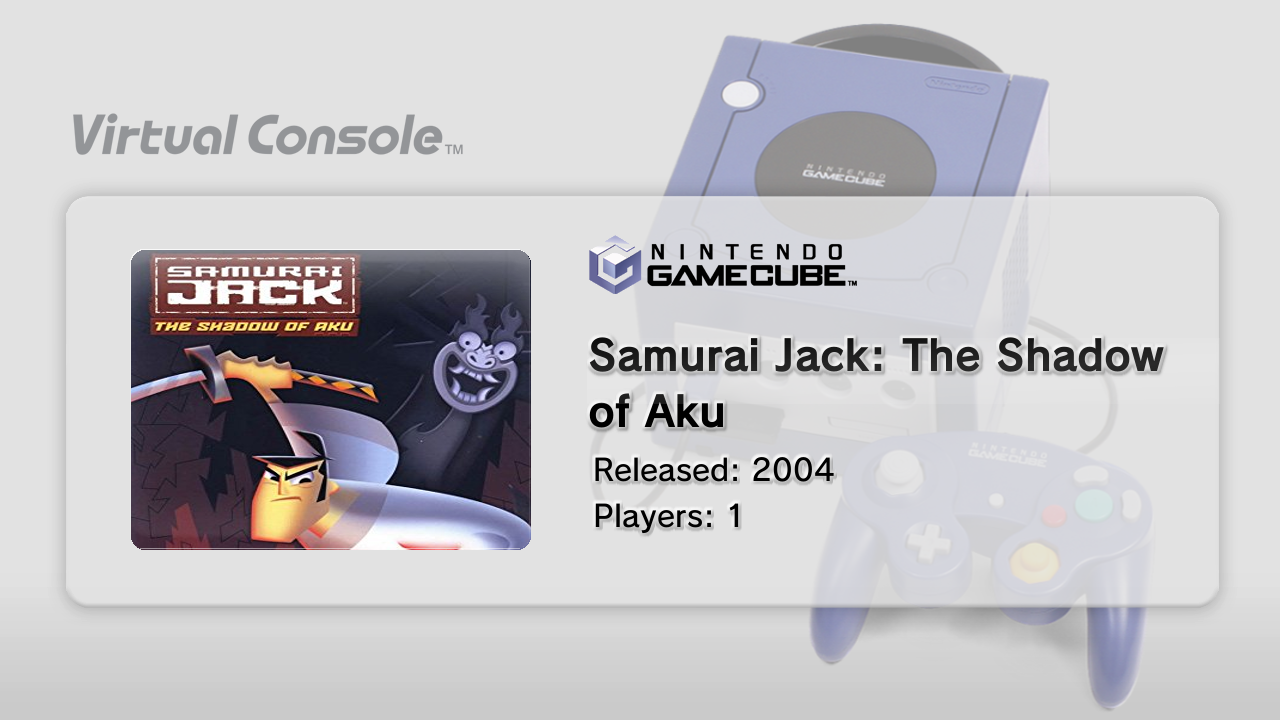 Nintendo
NINTENDO
GAMECUBE
Virtual Console™
SAMURAI
JACK
THE SHADOW OF AKU
NINTENDO
GAMECUBE™
Samurai Jack: The Shadow
of Aku
Released: 2004
Players: 1
NINTENDO
GAMECUBE